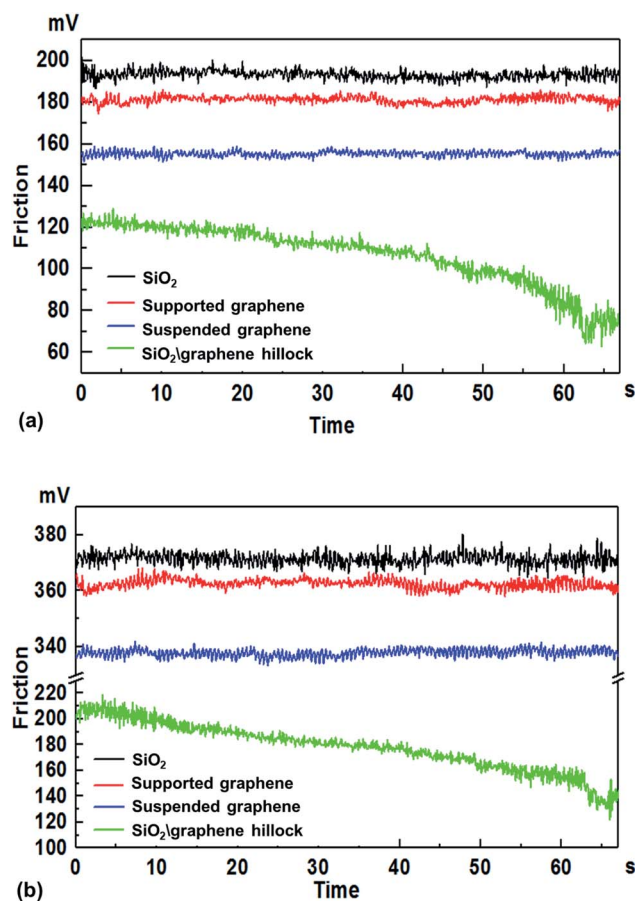 mV
200
180
160
140
120
100
80
60
Friction
SiO₂
Supported graphene
Suspended graphene
SiO₂\graphene hillock
0 10 20 30 40 50 60 s
Time
(a)
mV
380
360
340
220
200
180
160
140
120
100
Friction
SiO₂
Supported graphene
Suspended graphene
SiO₂\graphene hillock
0 10 20 30 40 50 60 s
Time
(b)